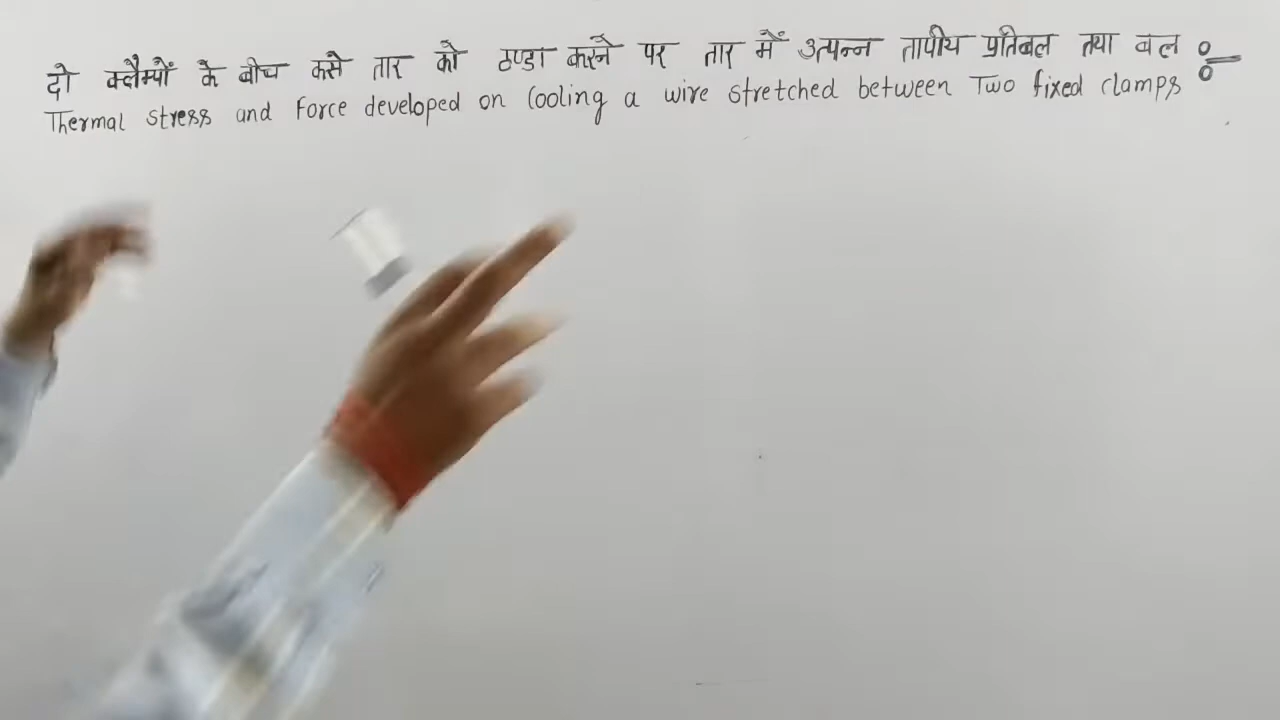 दो क्लैम्पों के बीच कसे तार को ठण्डा करने पर तार में उत्पन्न तापीय प्रतिबल तथा बल :-
Thermal stress and Force developed on Cooling a wire stretched between Two fixed clamps